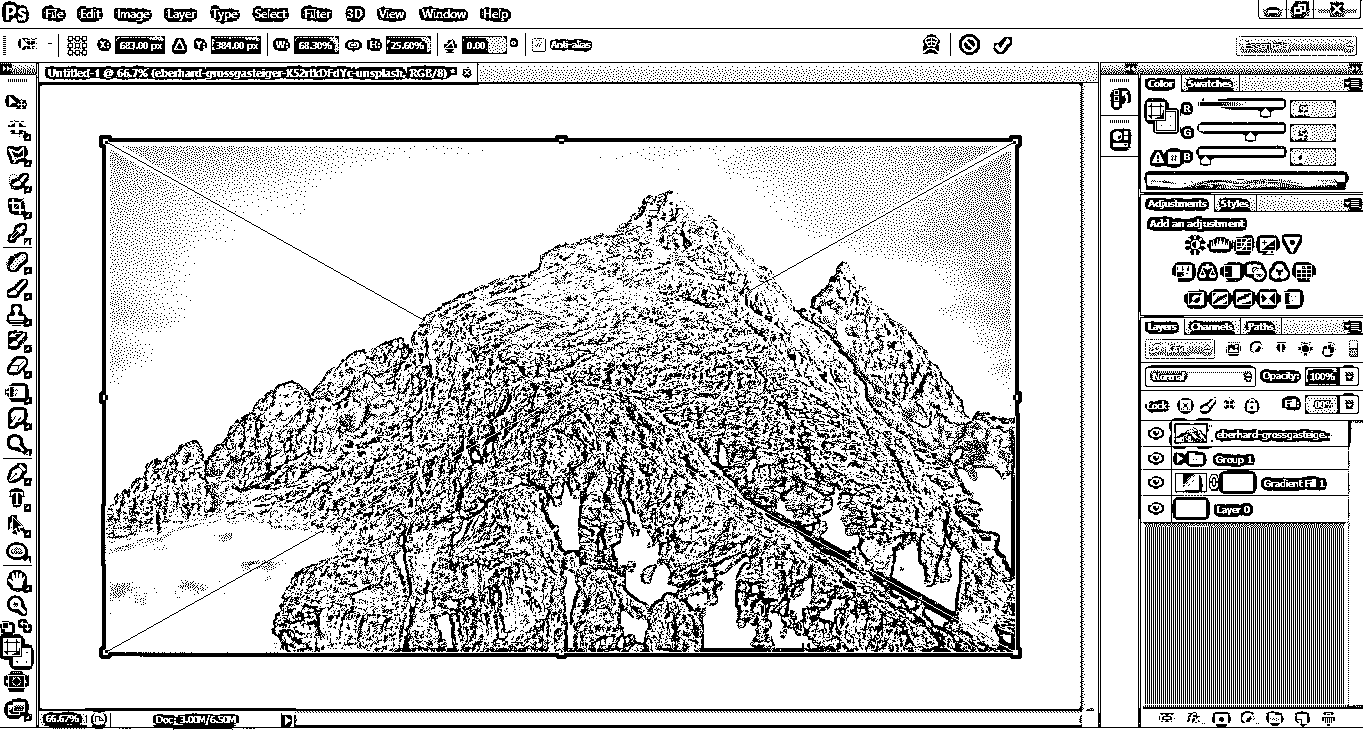 Ps File Edit Image Layer Type Select Filter 3D View Window Help
X: 683.00 px Y: 384.00 px W: 68.30% H: 25.60% 0.00 ° Anti-alias
Untitled-1 @ 66.7% (eberhard-grossgasteiger-K52rtkDFdYc-unsplash, RGB/8) * ×
Color Swatches
R
G
B
Adjustments Styles
Add an adjustment
Layers Channels Paths
Normal Opacity: 100%
Lock: Fill:
eberhard-grossgasteige...
Group 1
Gradient Fill 1
Layer 0
66.67% Doc: 3.00M/6.50M